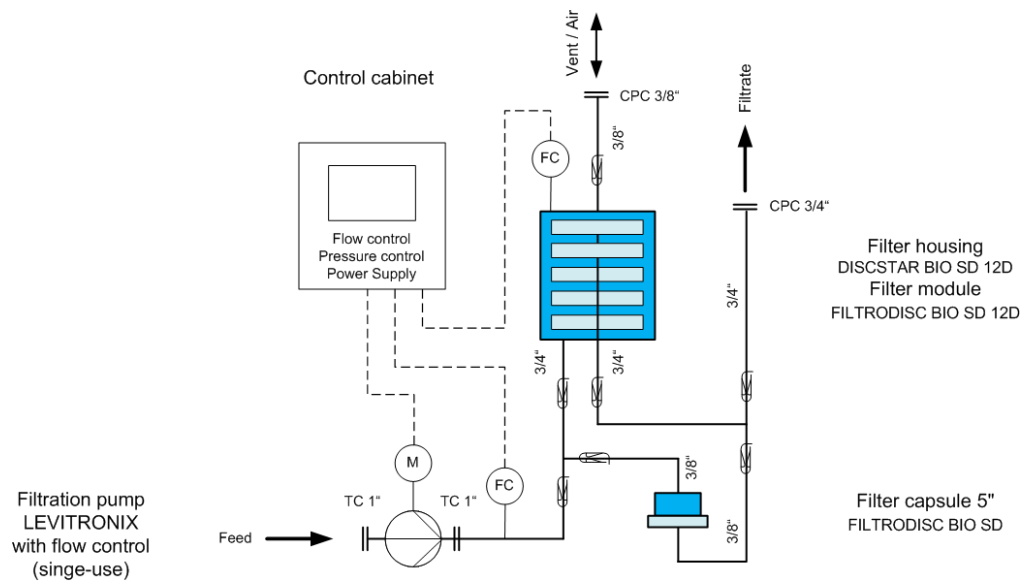 Vent / Air
Control cabinet
CPC 3/8“
Filtrate
3/8“
FC
CPC 3/4“
Flow control
Pressure control
Power Supply
Filter housing
DISCSTAR BIO SD 12D
Filter module
FILTRODISC BIO SD 12D
3/4“
3/4“
3/4“
M
FC
3/8“
TC 1“
TC 1“
Filtration pump
LEVITRONIX
with flow control
(singe-use)
Feed
3/8“
Filter capsule 5"
FILTRODISC BIO SD